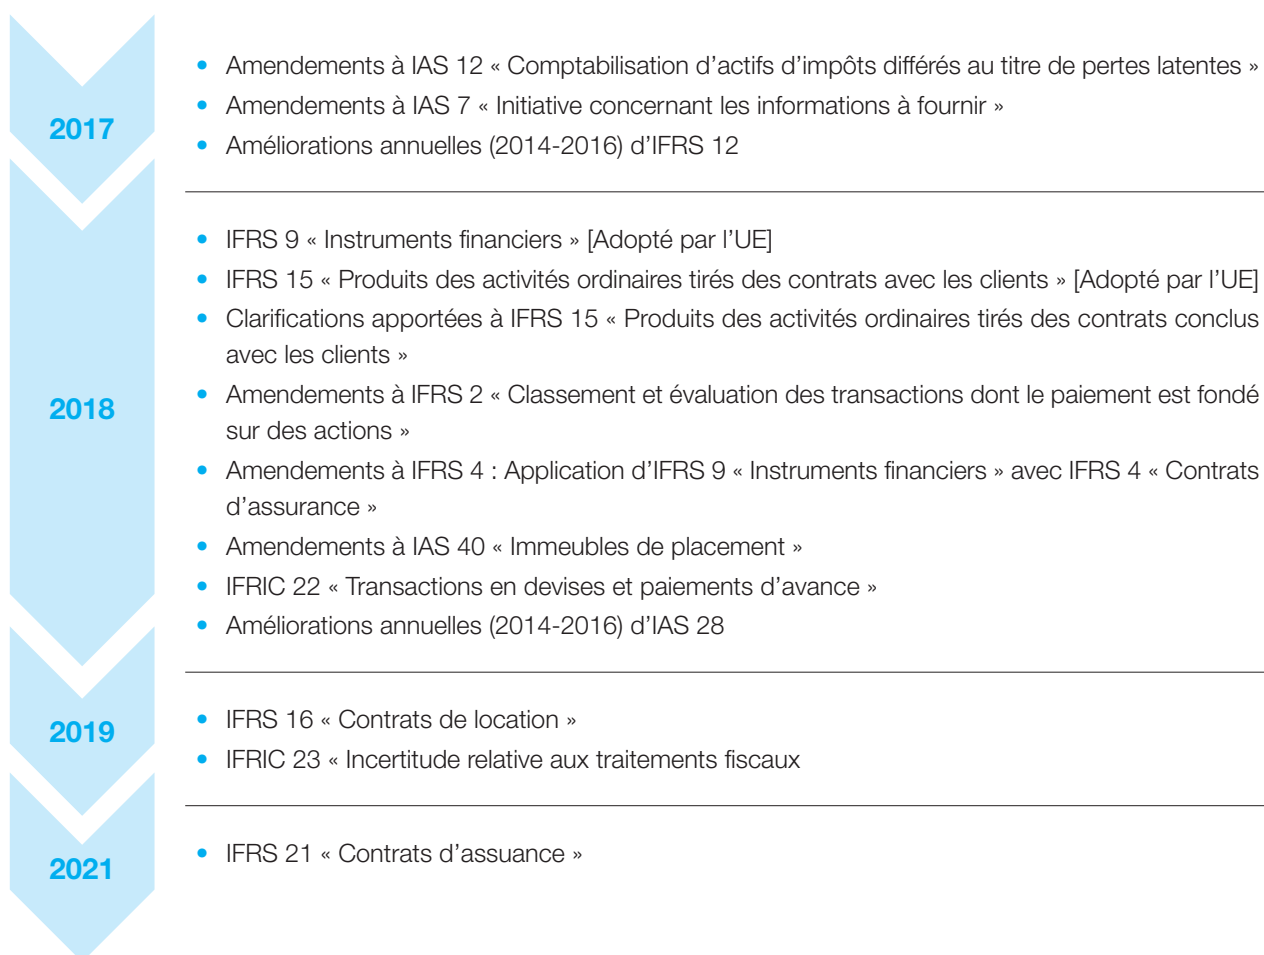 2017
• Amendements à IAS 12 « Comptabilisation d’actifs d’impôts différés au titre de pertes latentes »
• Amendements à IAS 7 « Initiative concernant les informations à fournir »
• Améliorations annuelles (2014-2016) d’IFRS 12
2018
• IFRS 9 « Instruments financiers » [Adopté par l’UE]
• IFRS 15 « Produits des activités ordinaires tirés des contrats avec les clients » [Adopté par l’UE]
• Clarifications apportées à IFRS 15 « Produits des activités ordinaires tirés des contrats conclus
avec les clients »
• Amendements à IFRS 2 « Classement et évaluation des transactions dont le paiement est fondé
sur des actions »
• Amendements à IFRS 4 : Application d’IFRS 9 « Instruments financiers » avec IFRS 4 « Contrats
d’assurance »
• Amendements à IAS 40 « Immeubles de placement »
• IFRIC 22 « Transactions en devises et paiements d’avance »
• Améliorations annuelles (2014-2016) d’IAS 28
2019
• IFRS 16 « Contrats de location »
• IFRIC 23 « Incertitude relative aux traitements fiscaux
2021
• IFRS 21 « Contrats d’assuance »